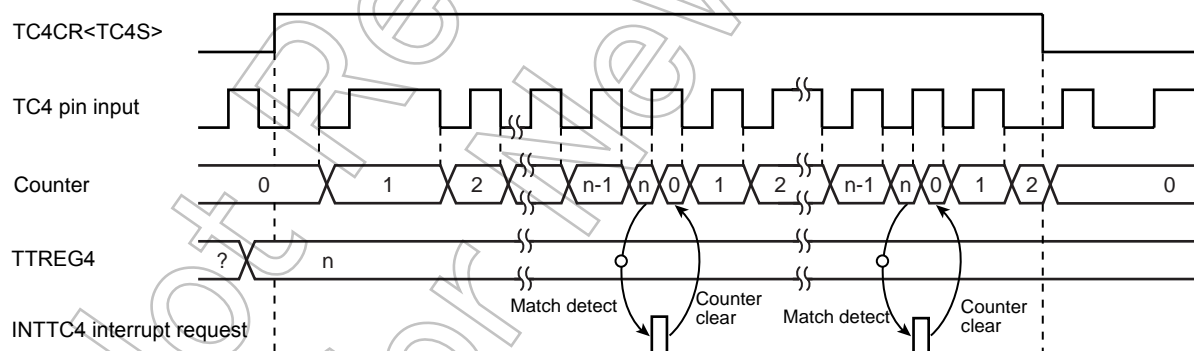 TC4CR<TC4S>
TC4 pin input
Counter 0 1 2 n-1 n 0 1 2 n-1 n 0 1 2 0
TTREG4 ? n
Match detect Counter clear Match detect Counter clear
INTTC4 interrupt request